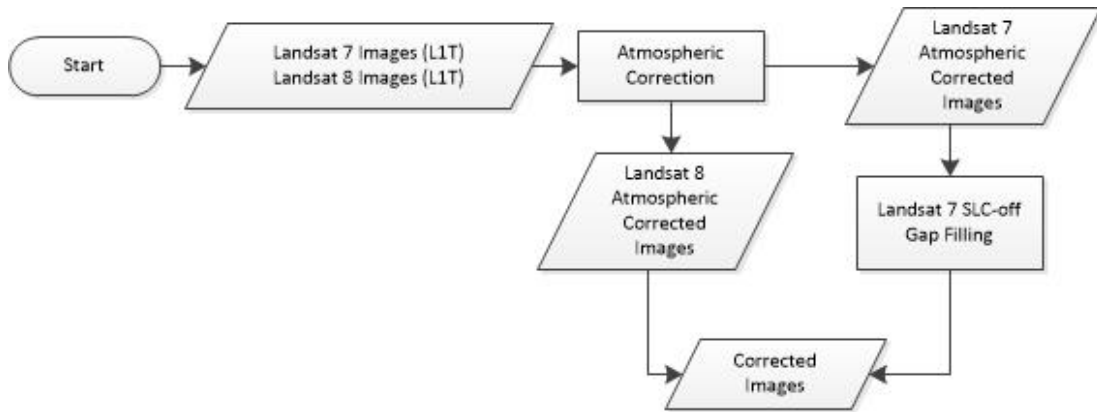 Start
Landsat 7 Images (L1T)
Landsat 8 Images (L1T)
Atmospheric
Correction
Landsat 7
Atmospheric
Corrected
Images
Landsat 8
Atmospheric
Corrected
Images
Landsat 7 SLC-off
Gap Filling
Corrected
Images